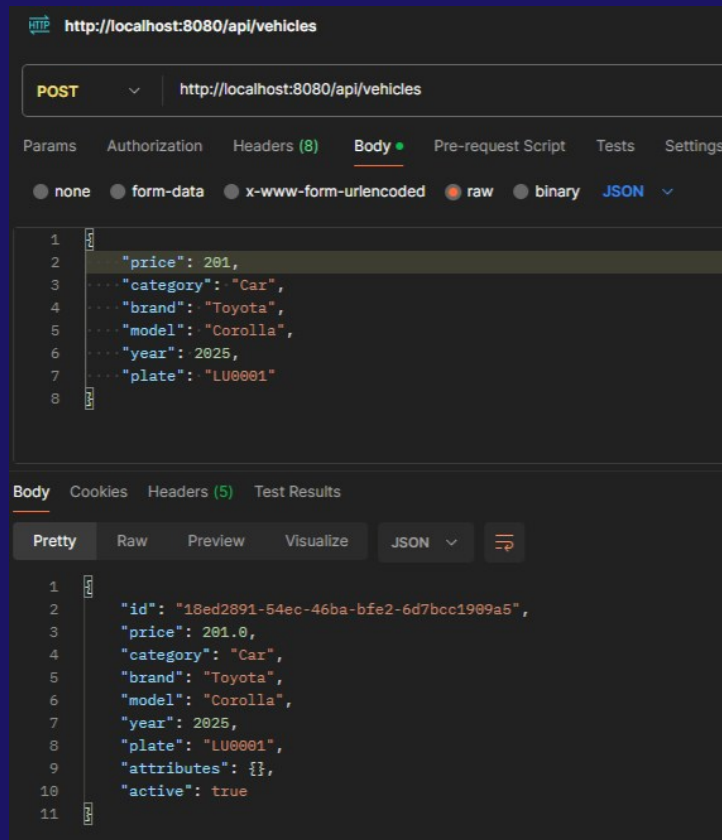 HTTP http://localhost:8080/api/vehicles
POST http://localhost:8080/api/vehicles
Params Authorization Headers (8) Body Pre-request Script Tests Settings
none form-data x-www-form-urlencoded raw binary JSON
1 {
2 "price": 201,
3 "category": "Car",
4 "brand": "Toyota",
5 "model": "Corolla",
6 "year": 2025,
7 "plate": "LU0001"
8 }
Body Cookies Headers (5) Test Results
Pretty Raw Preview Visualize JSON
1 {
2 "id": "18ed2891-54ec-46ba-bfe2-6d7bcc1909a5",
3 "price": 201.0,
4 "category": "Car",
5 "brand": "Toyota",
6 "model": "Corolla",
7 "year": 2025,
8 "plate": "LU0001",
9 "attributes": {},
10 "active": true
11 }